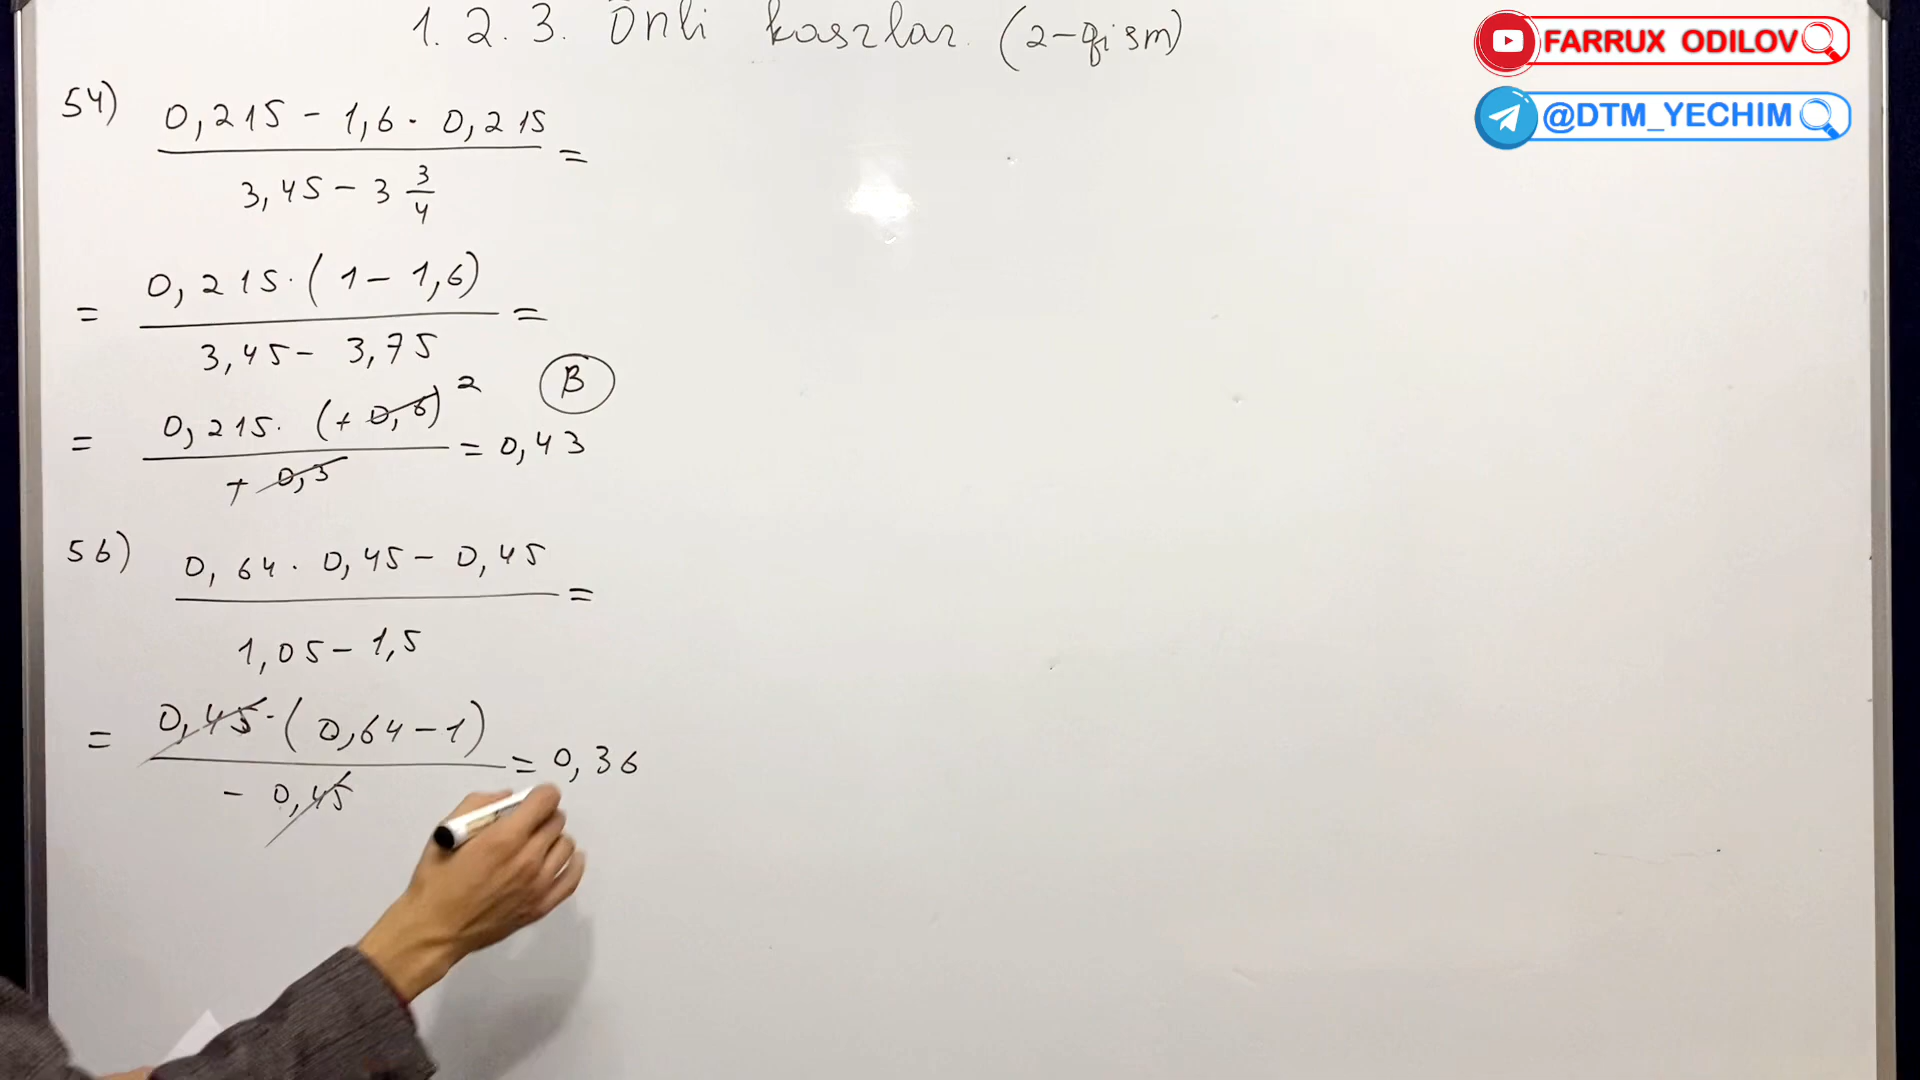 1.2.3. Onli kasrlar. (2-qism)
FARRUX ODILOV
@DTM_YECHIM
54) (0,215 - 1,6 · 0,215) / (3,45 - 3 3/4) =
= (0,215 · (1 - 1,6)) / (3,45 - 3,75) =
= (0,215 · (+ 0,6) 2) / (+ 0,3) = 0,43 B
56) (0,64 · 0,45 - 0,45) / (1,05 - 1,5) =
= (0,45 · (0,64 - 1)) / (- 0,45) = 0,36